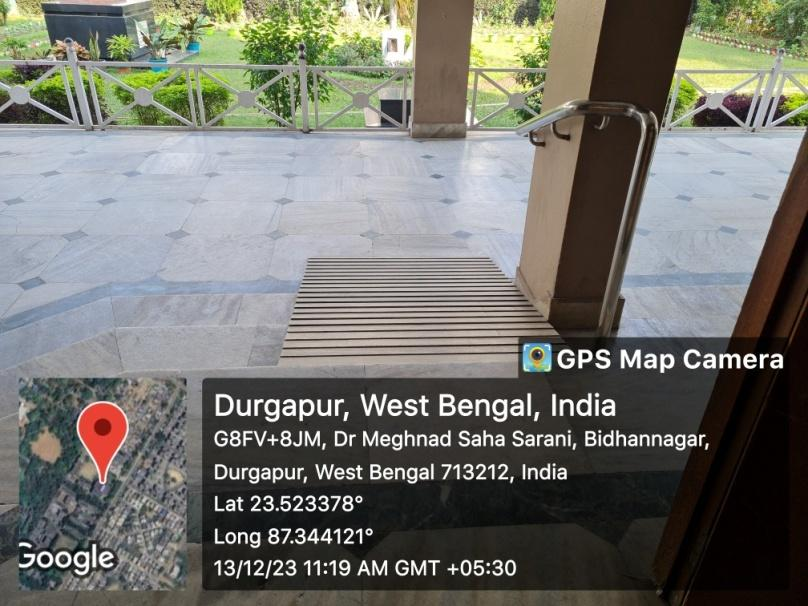 GPS Map Camera
Durgapur, West Bengal, India
G8FV+8JM, Dr Meghnad Saha Sarani, Bidhannagar,
Durgapur, West Bengal 713212, India
Lat 23.523378°
Long 87.344121°
13/12/23 11:19 AM GMT +05:30
Google